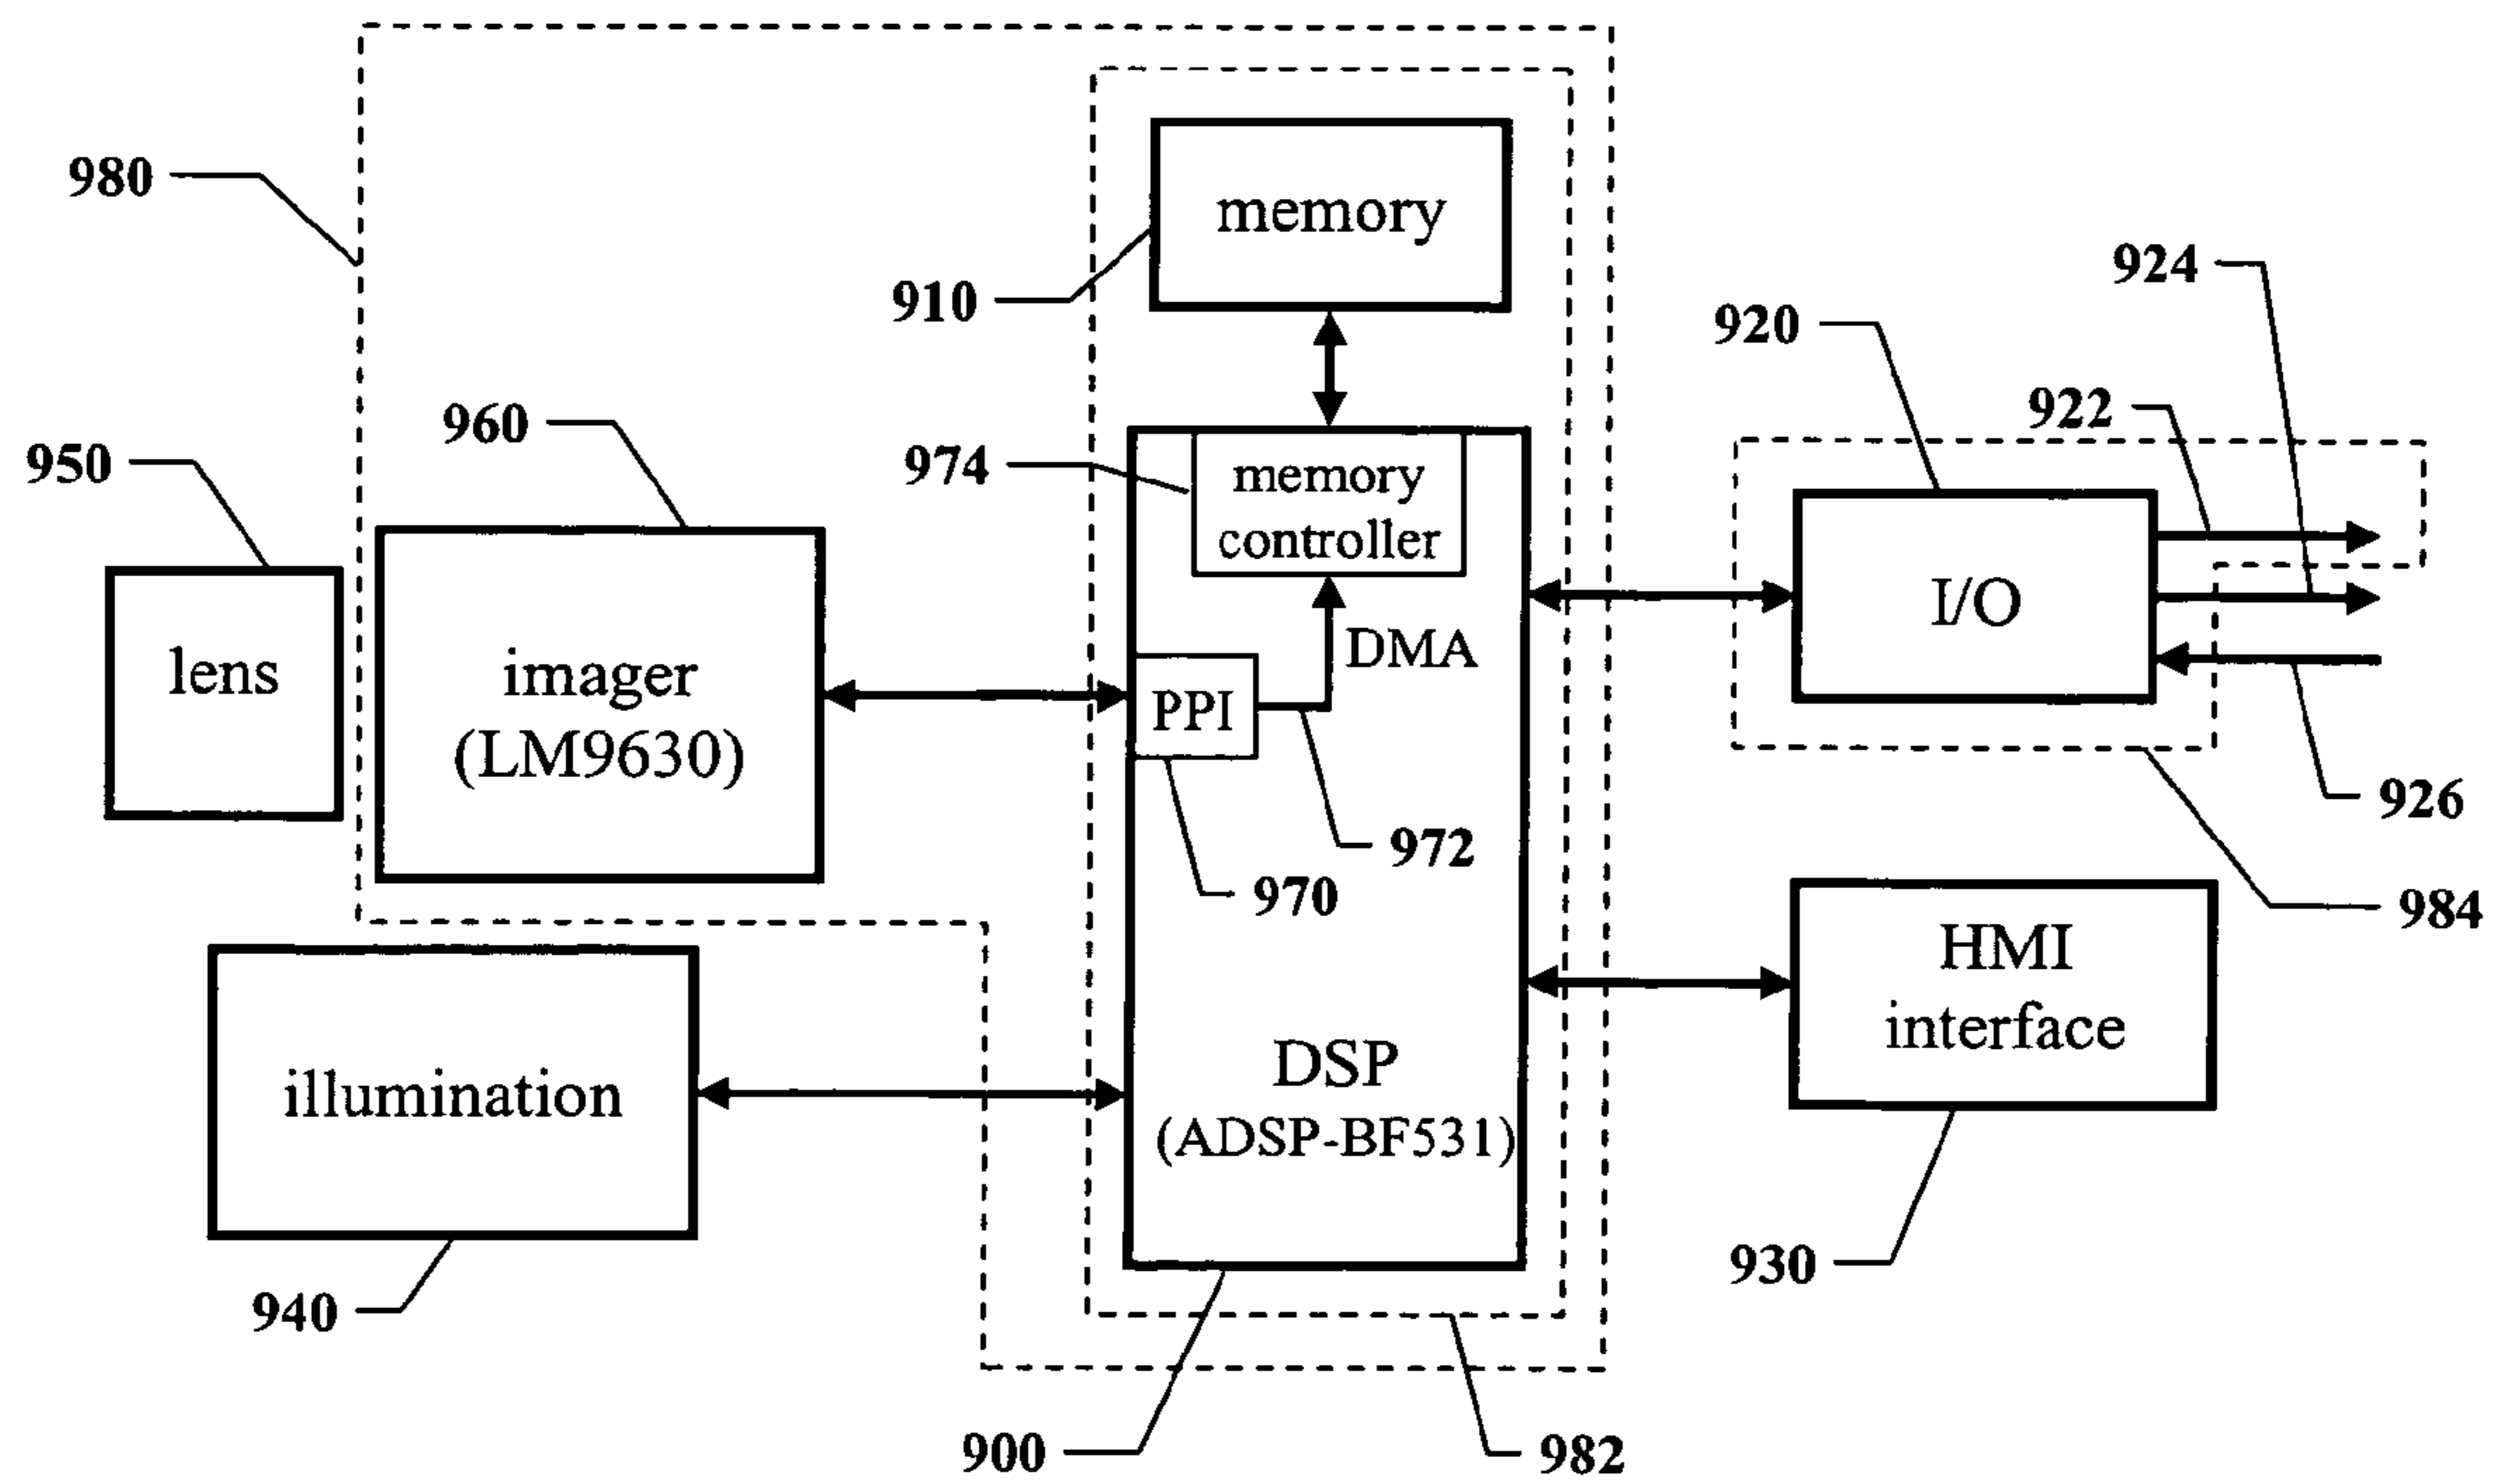 980
memory
910
924
920
922
960
950
974
memory
controller
I/O
DMA
lens
imager
(LM9630)
PPI
926
972
970
984
HMI
interface
illumination
DSP
(ADSP-BF531)
930
940
900
982